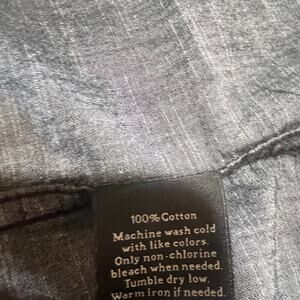 100% Cotton
Machine wash cold
with like colors.
Only non-chlorine
bleach when needed.
Tumble dry low.
Warm iron if needed.